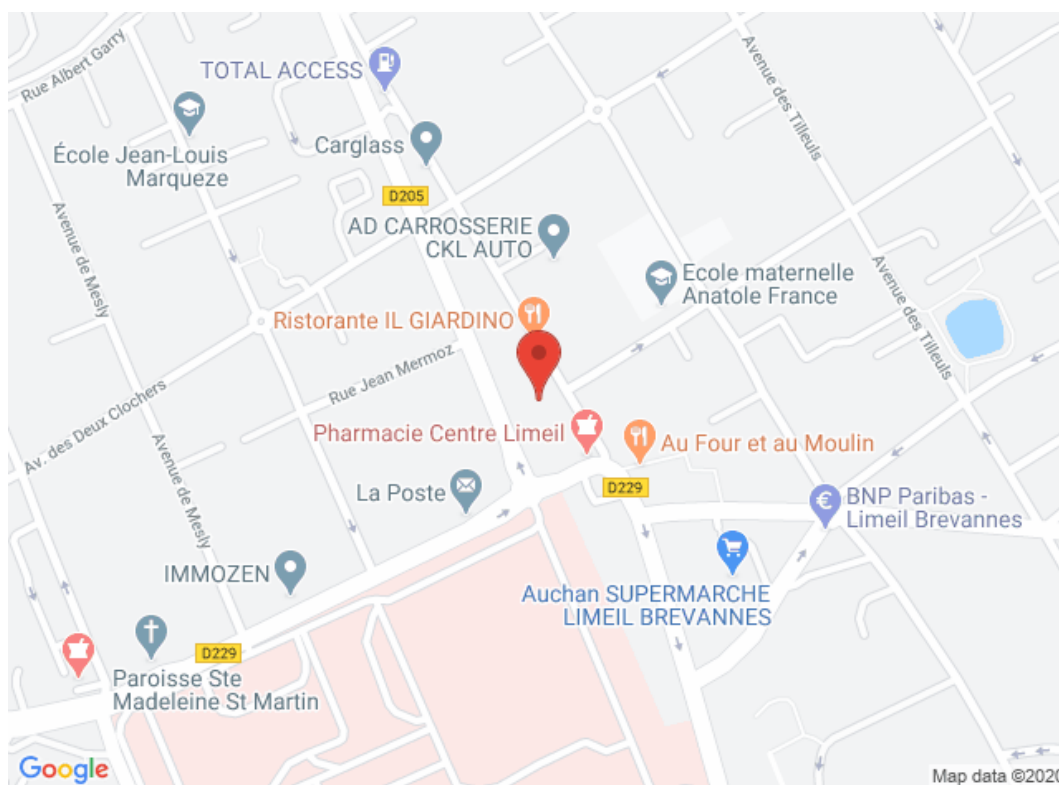 Rue Albert Garry
TOTAL ACCESS
Avenue des Tilleuls
École Jean-Louis
Marqueze
Carglass
D205
AD CARROSSERIE
CKL AUTO
Ecole maternelle
Anatole France
Avenue de Mesly
Ristorante IL GIARDINO
Rue Jean Mermoz
Avenue des Tilleuls
Av. des Deux Clochers
Pharmacie Centre Limeil
Au Four et au Moulin
Avenue de Mesly
La Poste
D229
BNP Paribas -
Limeil Brevannes
€
IMMOZEN
Auchan SUPERMARCHE
LIMEIL BREVANNES
D229
Paroisse Ste
Madeleine St Martin
Google
Map data ©2020